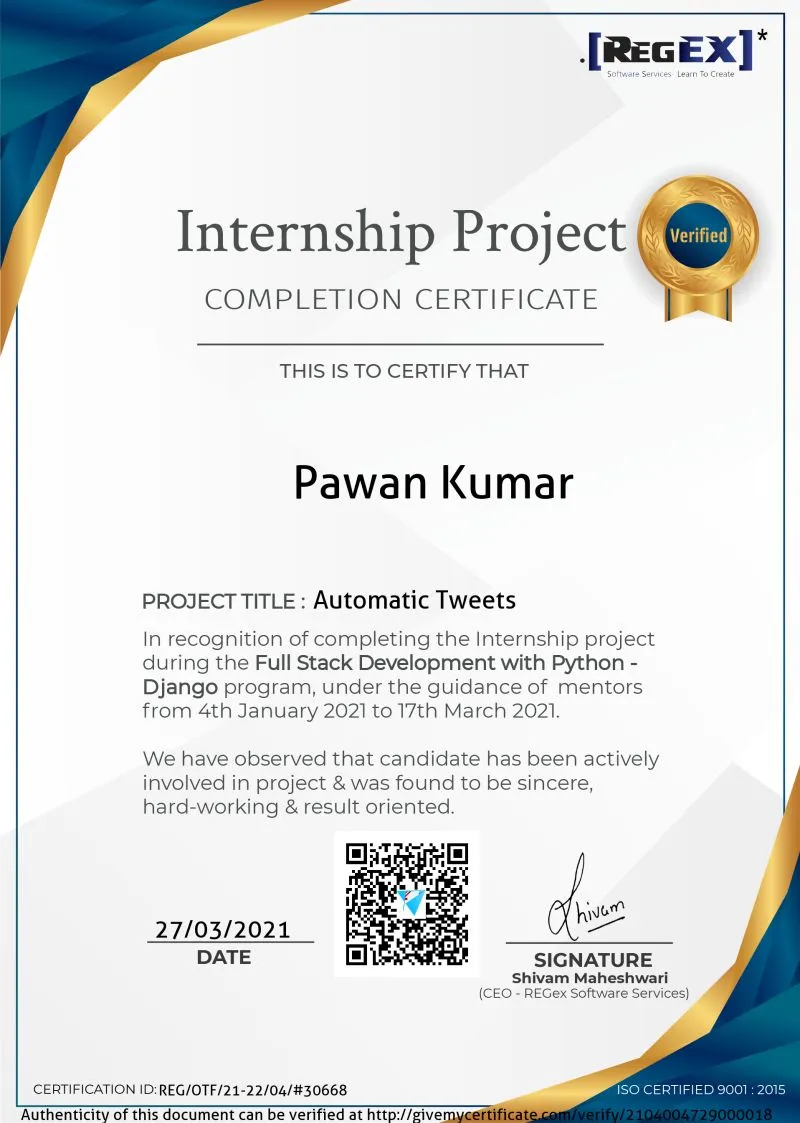 .[REGEX]*
Software Services · Learn To Create
Internship Project
Verified
COMPLETION CERTIFICATE
THIS IS TO CERTIFY THAT
Pawan Kumar
PROJECT TITLE : Automatic Tweets
In recognition of completing the Internship project
during the Full Stack Development with Python -
Django program, under the guidance of mentors
from 4th January 2021 to 17th March 2021.
We have observed that candidate has been actively
involved in project & was found to be sincere,
hard-working & result oriented.
27/03/2021
DATE
Shivam
SIGNATURE
Shivam Maheshwari
(CEO - REGex Software Services)
CERTIFICATION ID: REG/OTF/21-22/04/#30668
ISO CERTIFIED 9001 : 2015
Authenticity of this document can be verified at http://givemycertificate.com/verify/2104004729000018